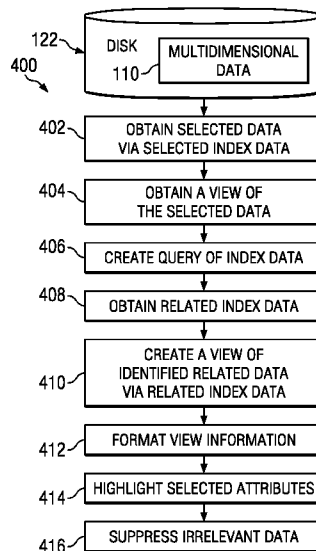 122
DISK
110
MULTIDIMENSIONAL
DATA
400
402
OBTAIN SELECTED DATA
VIA SELECTED INDEX DATA
404
OBTAIN A VIEW OF
THE SELECTED DATA
406
CREATE QUERY OF INDEX DATA
408
OBTAIN RELATED INDEX DATA
410
CREATE A VIEW OF
IDENTIFIED RELATED DATA
VIA RELATED INDEX DATA
412
FORMAT VIEW INFORMATION
414
HIGHLIGHT SELECTED ATTRIBUTES
416
SUPPRESS IRRELEVANT DATA